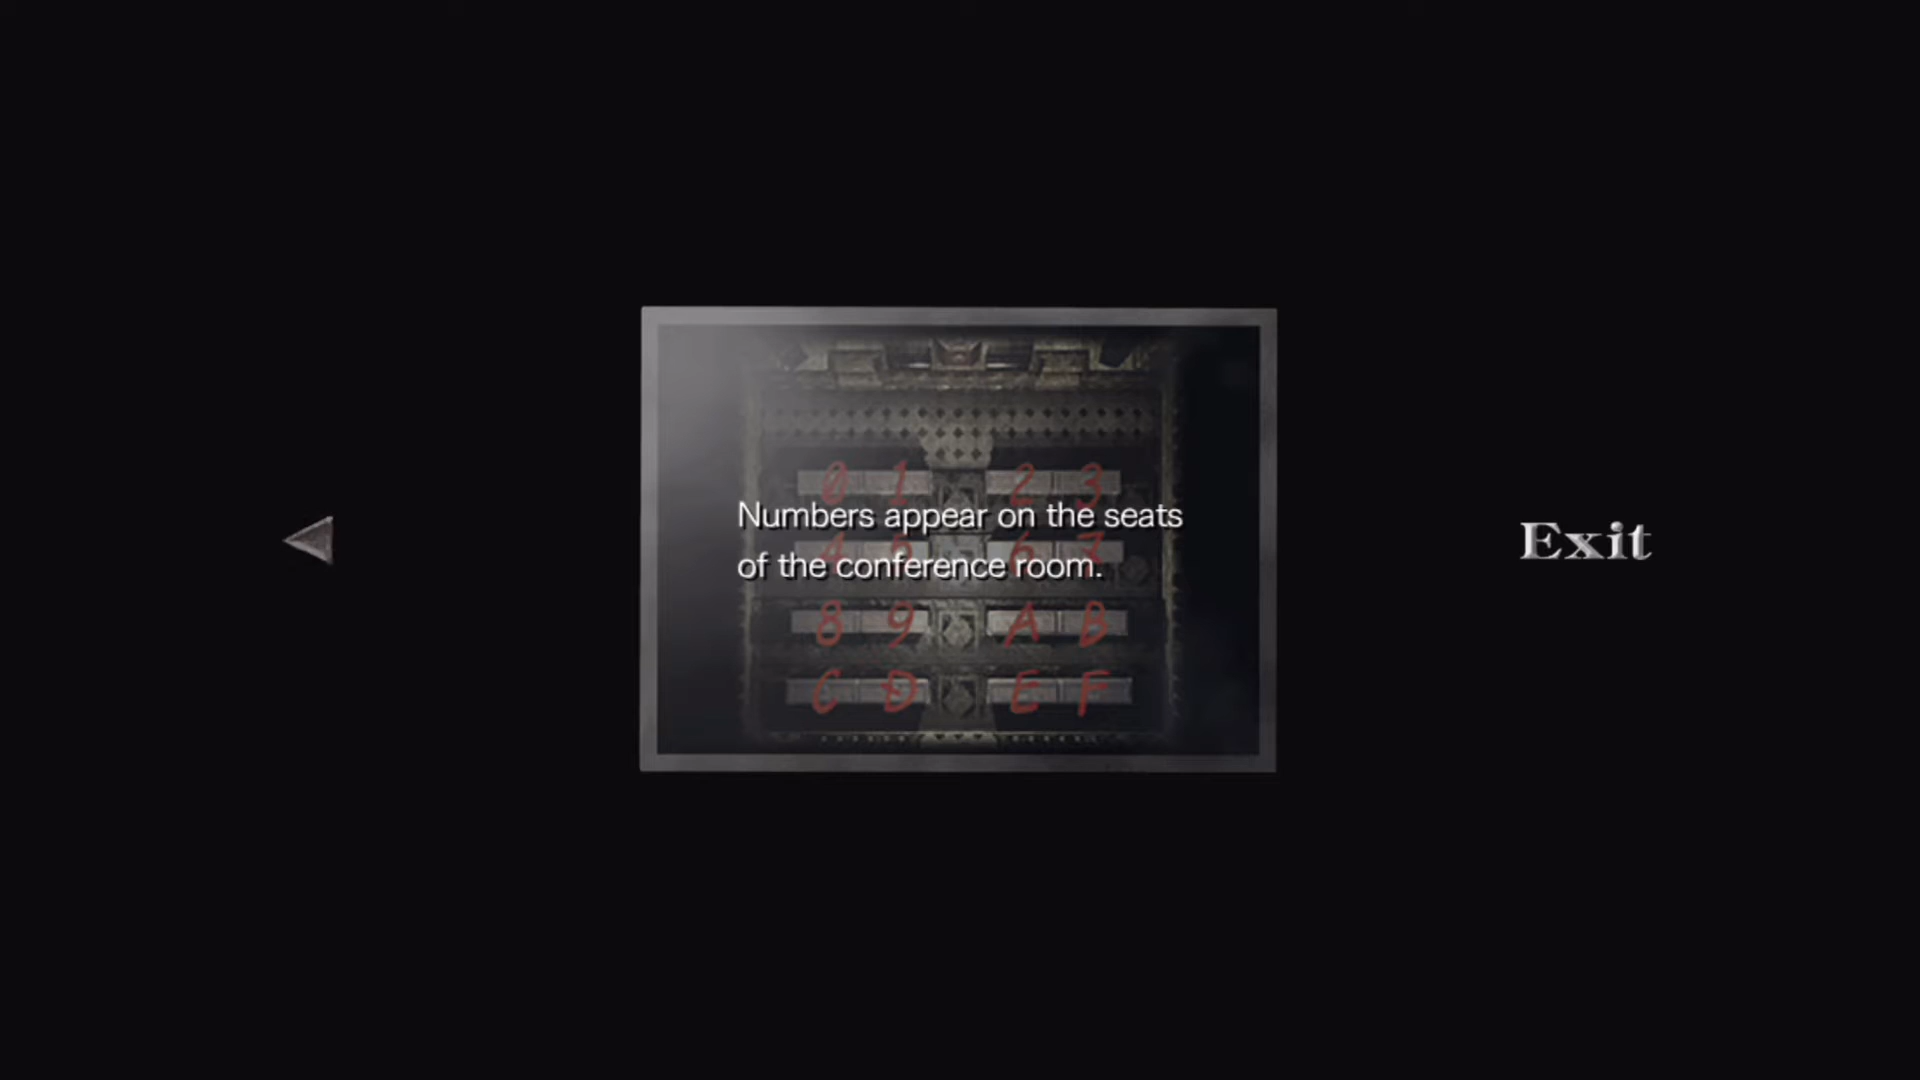 0 1 2 3
Numbers appear on the seats
4 5 6 7
of the conference room.
8 9 A B
C D E F
Exit